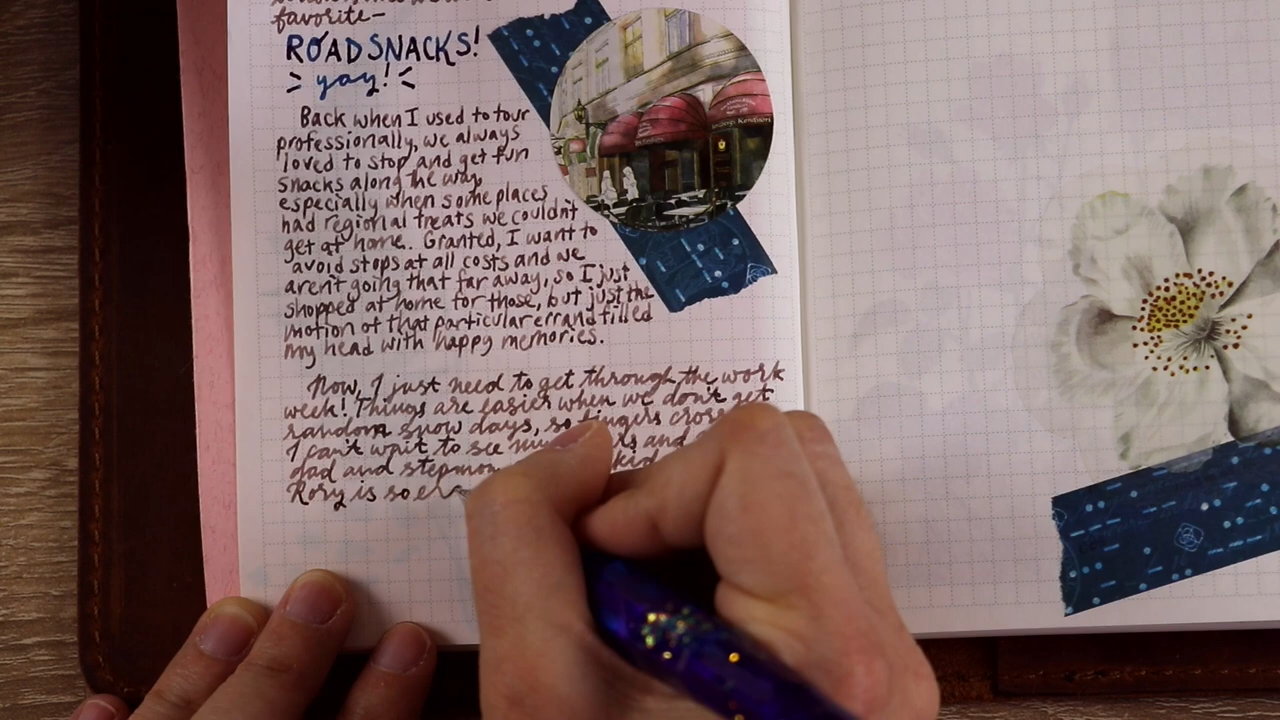 favorite-
ROADSNACKS!
yay!
Back when I used to tour
professionally, we always
loved to stop and get fun
snacks along the way,
especially when some places
had regional treats we couldn't
get at home. Granted, I want to
avoid stops at all costs and we
aren't going that far away, so I just
shopped at home for those, but just the
motion of that particular errand filled
my head with happy memories.
Now, I just need to get through the work
week! Things are easier when we don't get
random snow days, so fingers
I can't wait to see and
dad and stepmom kid
Rory is so